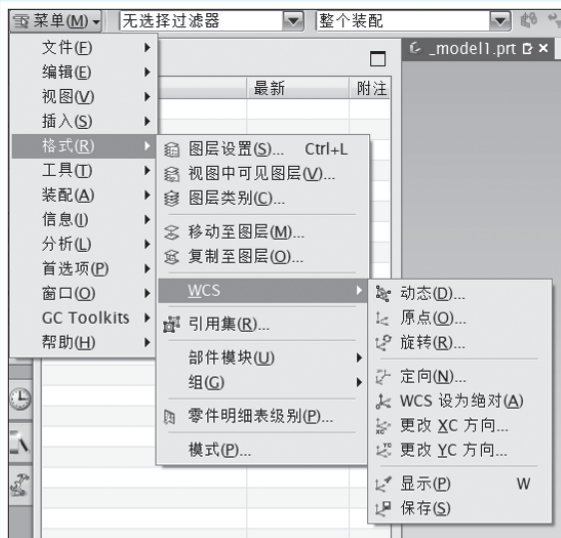 菜单(M) 无选择过滤器 整个装配
文件(F) _model1.prt
编辑(E)
视图(V) 最新 附注
插入(S)
格式(R) 图层设置(S)... Ctrl+L
工具(T) 视图中可见图层(V)...
装配(A) 图层类别(C)...
信息(I)
分析(L) 移动至图层(M)...
首选项(P) 复制至图层(O)...
窗口(O) WCS 动态(D)...
GC Toolkits 引用集(R)... 原点(O)...
帮助(H) 旋转(R)...
部件模块(U)
组(G) 定向(N)...
WCS 设为绝对(A)
零件明细表级别(P)... 更改 XC 方向...
模式(P)... 更改 YC 方向...
显示(P) W
保存(S)